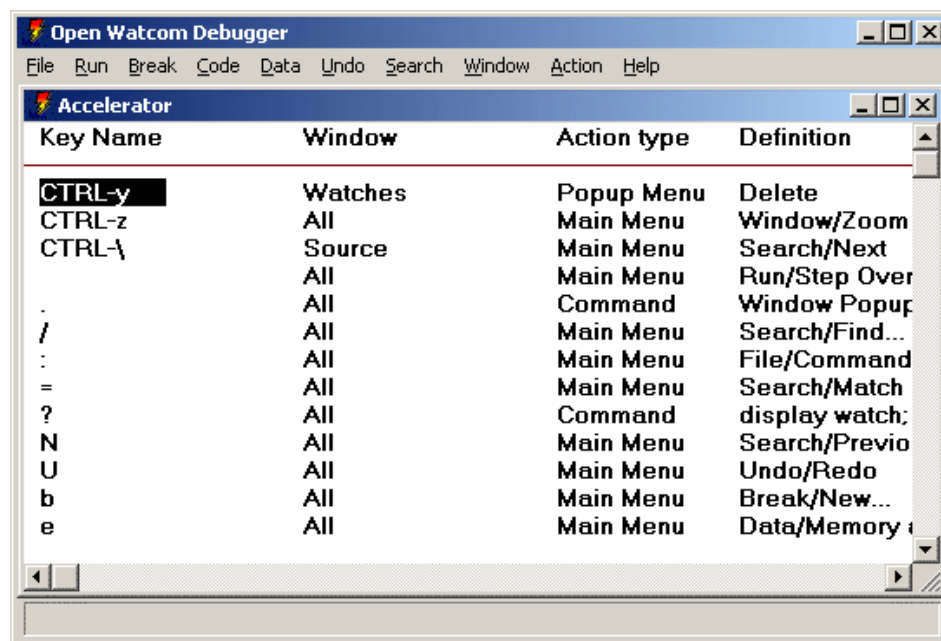 Open Watcom Debugger
File Run Break Code Data Undo Search Window Action Help
Accelerator
Key Name Window Action type Definition
CTRL-y Watches Popup Menu Delete
CTRL-z All Main Menu Window/Zoom
CTRL-\ Source Main Menu Search/Next
All Main Menu Run/Step Over
. All Command Window Popup
/ All Main Menu Search/Find...
: All Main Menu File/Command
= All Main Menu Search/Match
? All Command display watch;
N All Main Menu Search/Previo
U All Main Menu Undo/Redo
b All Main Menu Break/New...
e All Main Menu Data/Memory